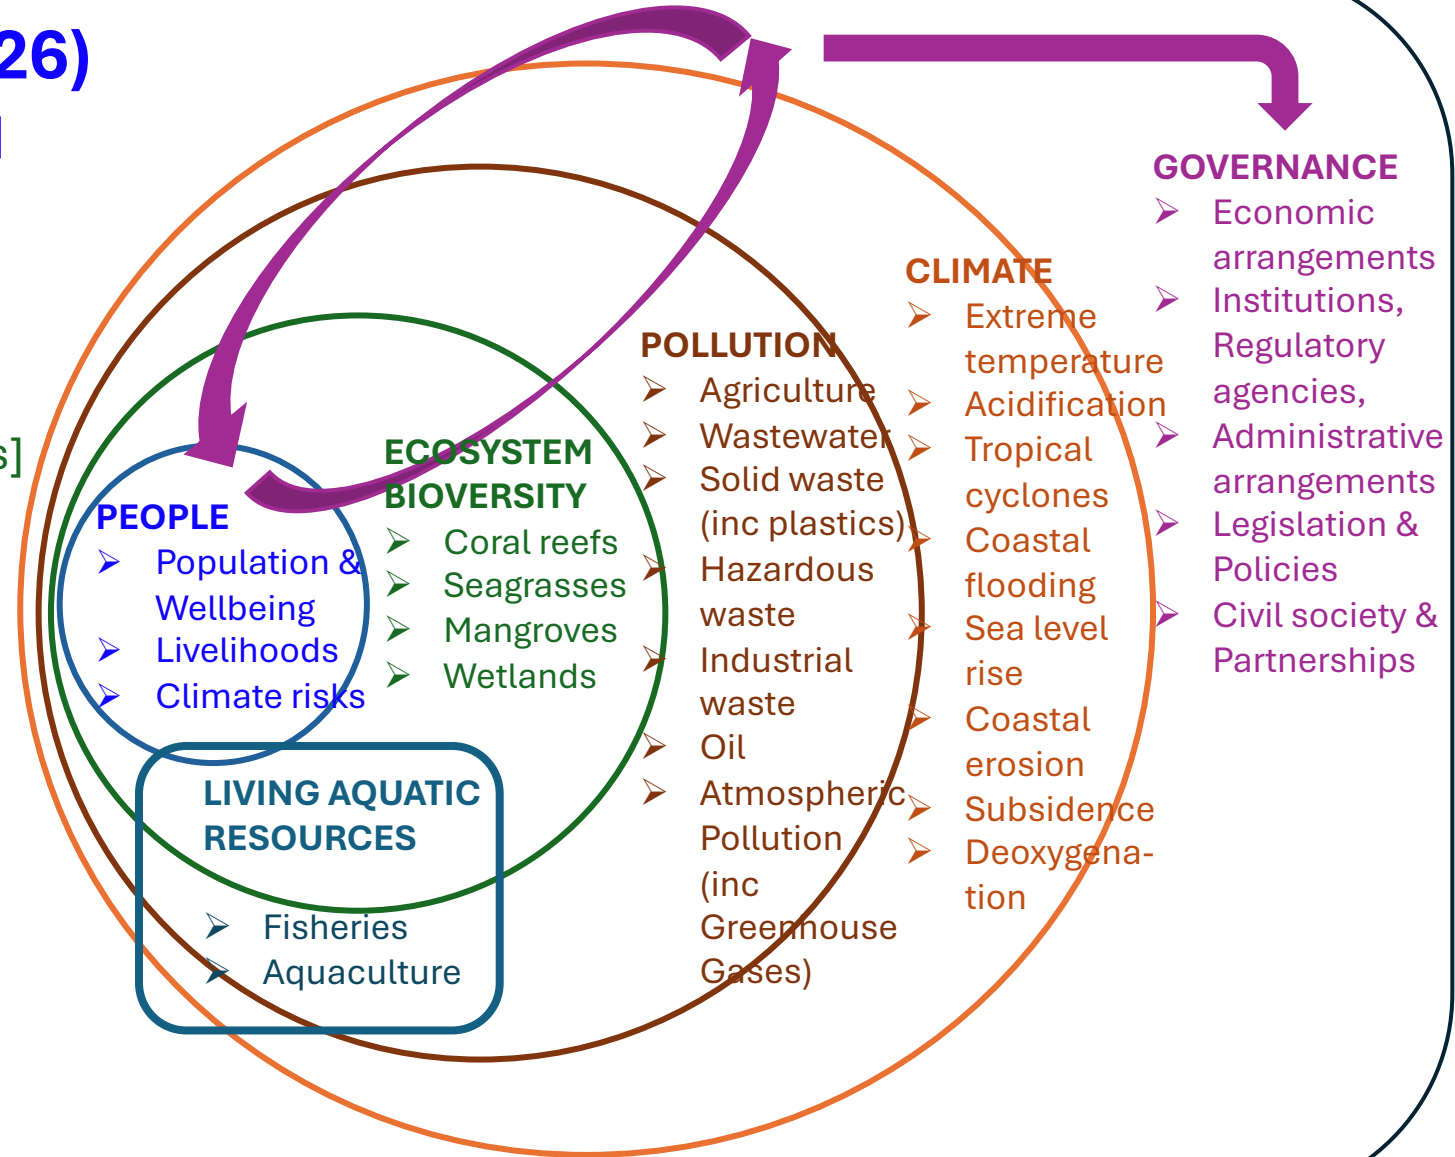 26)
s]
PEOPLE
➢ Population &
Wellbeing
➢ Livelihoods
➢ Climate risks
ECOSYSTEM
BIOVERSITY
➢ Coral reefs
➢ Seagrasses
➢ Mangroves
➢ Wetlands
LIVING AQUATIC
RESOURCES
➢ Fisheries
➢ Aquaculture
POLLUTION
➢ Agriculture
➢ Wastewater
➢ Solid waste
(inc plastics)
➢ Hazardous
waste
➢ Industrial
waste
➢ Oil
➢ Atmospheric
Pollution
(inc
Greenhouse
Gases)
CLIMATE
➢ Extreme
temperature
➢ Acidification
➢ Tropical
cyclones
➢ Coastal
flooding
➢ Sea level
rise
➢ Coastal
erosion
➢ Subsidence
➢ Deoxygena-
tion
GOVERNANCE
➢ Economic
arrangements
➢ Institutions,
Regulatory
agencies,
➢ Administrative
arrangements
➢ Legislation &
Policies
➢ Civil society &
Partnerships